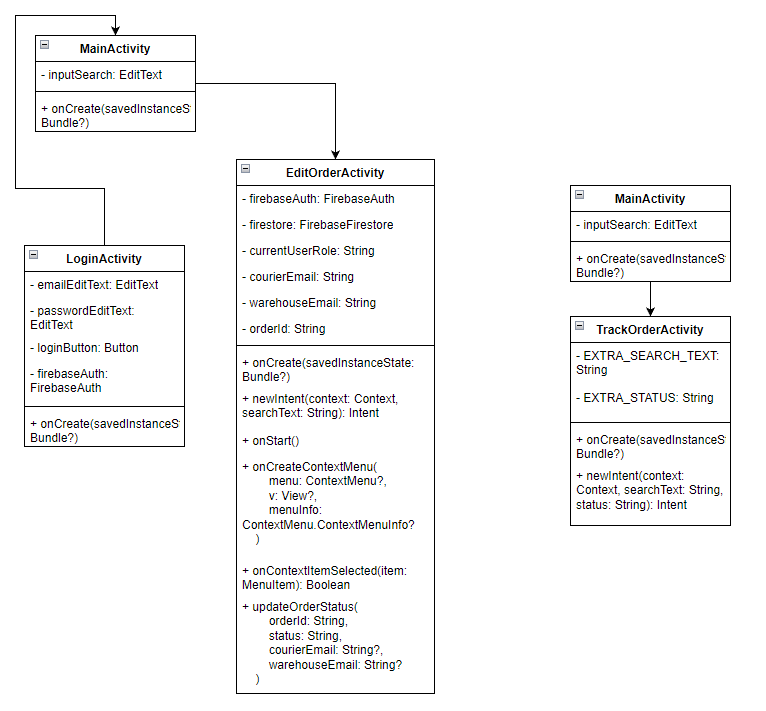 MainActivity
- inputSearch: EditText
+ onCreate(savedInstanceS
Bundle?)
LoginActivity
- emailEditText: EditText
- passwordEditText:
EditText
- loginButton: Button
- firebaseAuth:
FirebaseAuth
+ onCreate(savedInstanceSt
Bundle?)
EditOrderActivity
- firebaseAuth: FirebaseAuth
- firestore: FirebaseFirestore
- currentUserRole: String
- courierEmail: String
- warehouseEmail: String
- orderId: String
+ onCreate(savedInstanceState:
Bundle?)
+ newIntent(context: Context,
searchText: String): Intent
+ onStart()
+ onCreateContextMenu(
menu: ContextMenu?,
v: View?,
menuInfo:
ContextMenu.ContextMenuInfo?
)
+ onContextItemSelected(item:
MenuItem): Boolean
+ updateOrderStatus(
orderId: String,
status: String,
courierEmail: String?,
warehouseEmail: String?
)
MainActivity
- inputSearch: EditText
+ onCreate(savedInstanceSt
Bundle?)
TrackOrderActivity
- EXTRA_SEARCH_TEXT:
String
- EXTRA_STATUS: String
+ onCreate(savedInstanceSt
Bundle?)
+ newIntent(context:
Context, searchText: String,
status: String): Intent